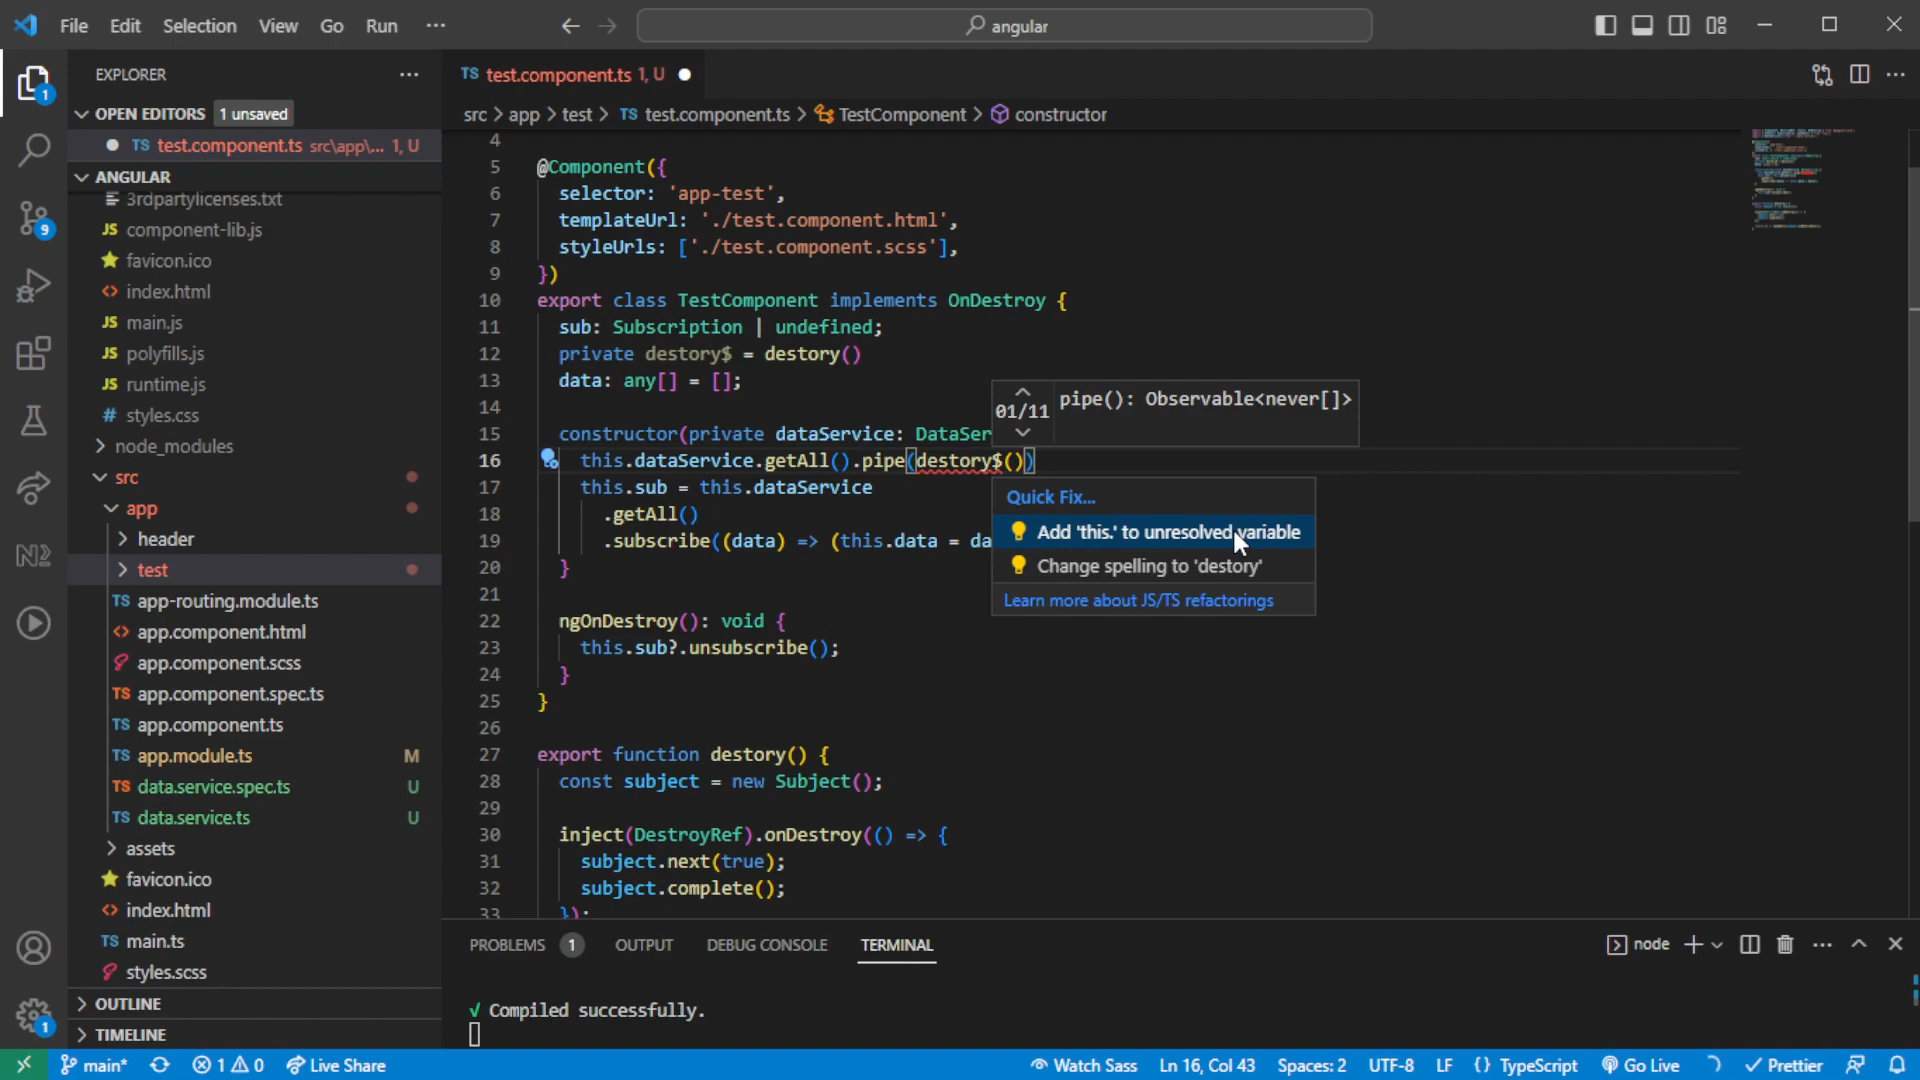 File Edit Selection View Go Run ··· angular
EXPLORER ···
OPEN EDITORS 1 unsaved
TS test.component.ts src\app\... 1, U
ANGULAR
3rdpartylicenses.txt
JS component-lib.js
favicon.ico
<> index.html
JS main.js
JS polyfills.js
JS runtime.js
# styles.css
node_modules
src
app
header
test
TS app-routing.module.ts
<> app.component.html
app.component.scss
TS app.component.spec.ts
TS app.component.ts
TS app.module.ts M
TS data.service.spec.ts U
TS data.service.ts U
assets
favicon.ico
<> index.html
TS main.ts
styles.scss
OUTLINE
TIMELINE
1
9
1
TS test.component.ts 1, U
src > app > test > TS test.component.ts > TestComponent > constructor
4
5 @Component({
6 selector: 'app-test',
7 templateUrl: './test.component.html',
8 styleUrls: ['./test.component.scss'],
9 })
10 export class TestComponent implements OnDestroy {
11 sub: Subscription | undefined;
12 private destory$ = destory()
13 data: any[] = [];
14
15 constructor(private dataService: DataSer
16 this.dataService.getAll().pipe(destory$())
17 this.sub = this.dataService
18 .getAll()
19 .subscribe((data) => (this.data = da
20 }
21
22 ngOnDestroy(): void {
23 this.sub?.unsubscribe();
24 }
25 }
26
27 export function destory() {
28 const subject = new Subject();
29
30 inject(DestroyRef).onDestroy(() => {
31 subject.next(true);
32 subject.complete();
33 });
01/11 pipe(): Observable<never[]>
Quick Fix...
Add 'this.' to unresolved variable
Change spelling to 'destory'
Learn more about JS/TS refactorings
PROBLEMS 1 OUTPUT DEBUG CONSOLE TERMINAL node
√ Compiled successfully.
main* 1 0 Live Share Watch Sass Ln 16, Col 43 Spaces: 2 UTF-8 LF {} TypeScript Go Live Prettier